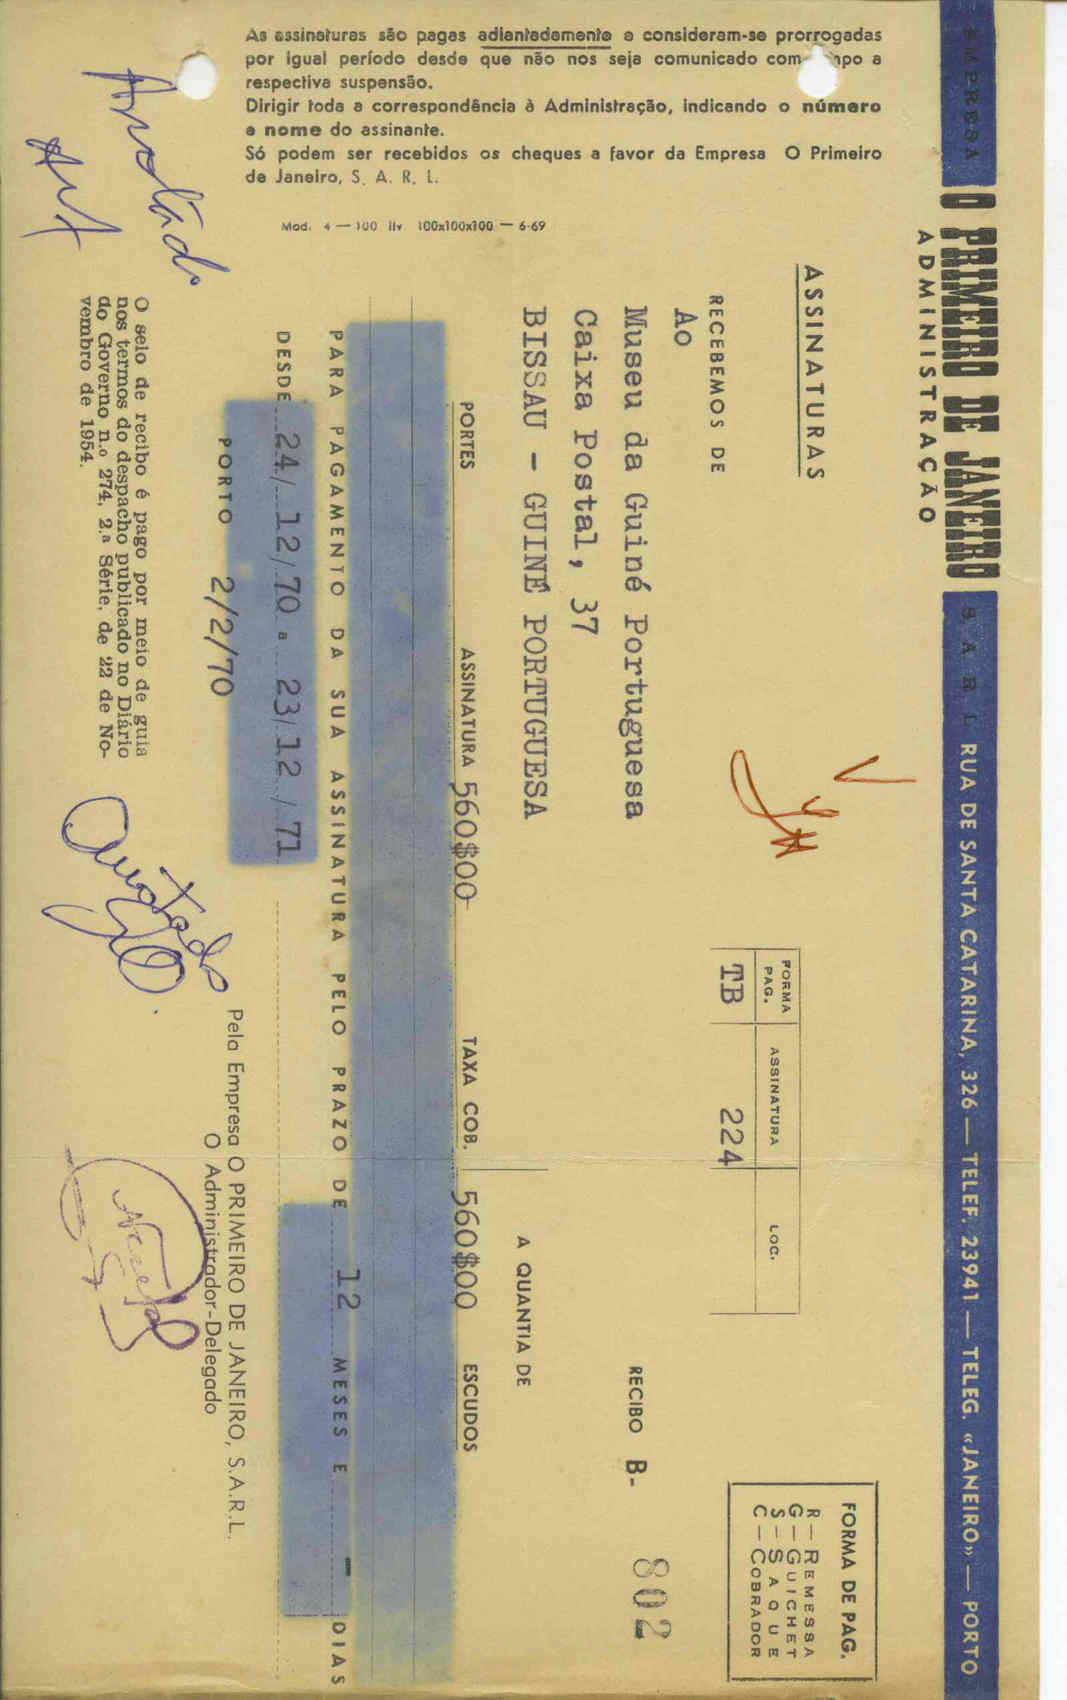 EMPRESA O PRIMEIRO DE JANEIRO S. A. R. L. RUA DE SANTA CATARINA, 326 — TELEF. 23941 — TELEG. «JANEIRO» — PORTO
ADMINISTRAÇÃO
ASSINATURAS
FORMA DE PAG.
R — REMESSA
G — GUICHET
S — SAQUE
C — COBRADOR
FORMA PAG.
ASSINATURA
LOC.
TB
224
RECEBEMOS DE
Ao
Museu da Guiné Portuguesa
RECIBO B- 802
Caixa Postal, 37
BISSAU - GUINÉ PORTUGUESA
A QUANTIA DE
PORTES
ASSINATURA 560$00
TAXA COB.
560$00 ESCUDOS
PARA PAGAMENTO DA SUA ASSINATURA PELO PRAZO DE 12 MESES E - DIAS
DESDE 24/ 12/70 a 23/12 / 71
PORTO 2/2/70
Pela Empresa O PRIMEIRO DE JANEIRO, S.A.R.L.
O Administrador-Delegado
O selo de recibo é pago por meio de guia
nos termos do despacho publicado no Diário
do Governo n.o 274, 2.a Série, de 22 de No-
vembro de 1954.
Anotado
As assinaturas são pagas adiantadamente e consideram-se prorrogadas
por igual período desde que não nos seja comunicado com a
respectiva suspensão.
Dirigir toda a correspondência à Administração, indicando o número
e nome do assinante.
Só podem ser recebidos os cheques a favor da Empresa O Primeiro
de Janeiro, S. A. R. L.
Mod. 4 — 100 liv. 100x100x100 — 6-69